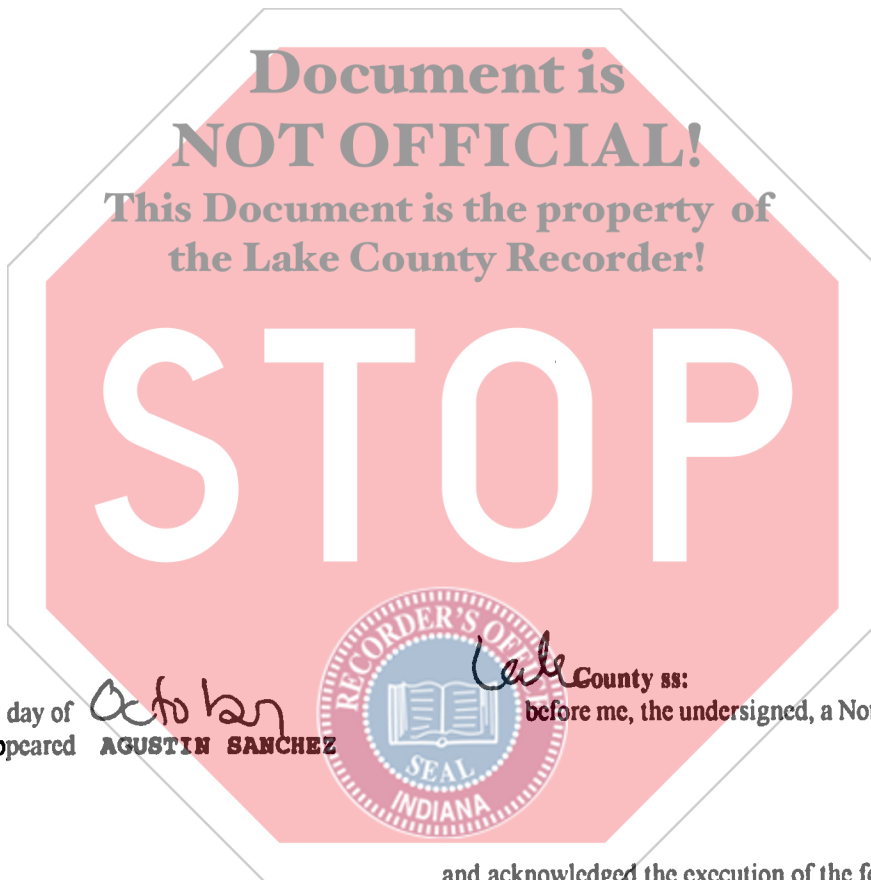 Document is
NOT OFFICIAL!
This Document is the property of
the Lake County Recorder!
STOP
RECORDER'S OFFICE
Lake County ss:
day of October
before me, the undersigned, a
ppeared AGUSTIN SANCHEZ
SEAL
INDIANA
and acknowledged the execution of the